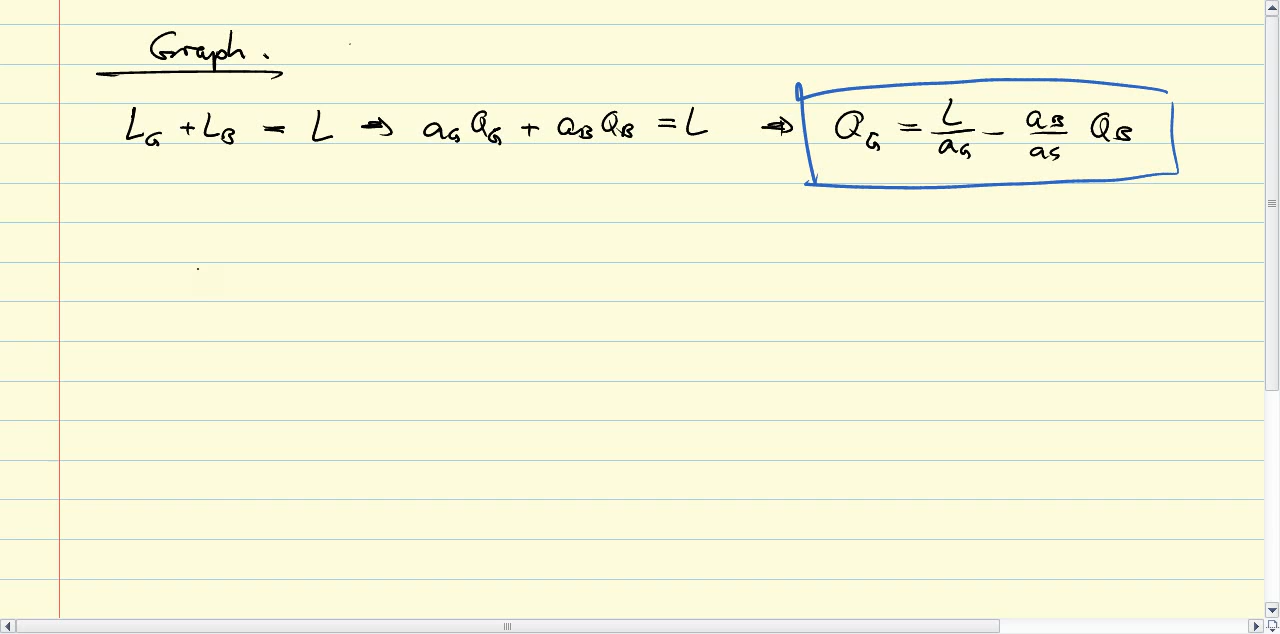 Graph.
L_G + L_B = L ⇒ a_G Q_G + a_B Q_B = L ⇒ Q_G = L/a_G - a_B/a_G Q_B